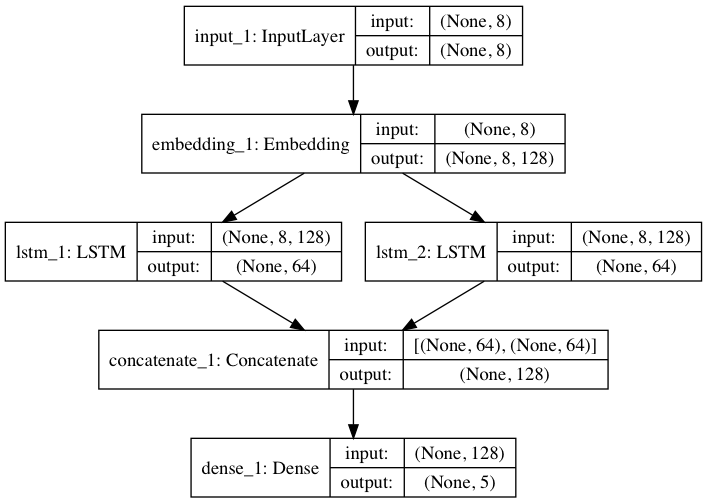 input_1: InputLayer
input: (None, 8)
output: (None, 8)
embedding_1: Embedding
input: (None, 8)
output: (None, 8, 128)
lstm_1: LSTM
input: (None, 8, 128)
output: (None, 64)
lstm_2: LSTM
input: (None, 8, 128)
output: (None, 64)
concatenate_1: Concatenate
input: [(None, 64), (None, 64)]
output: (None, 128)
dense_1: Dense
input: (None, 128)
output: (None, 5)